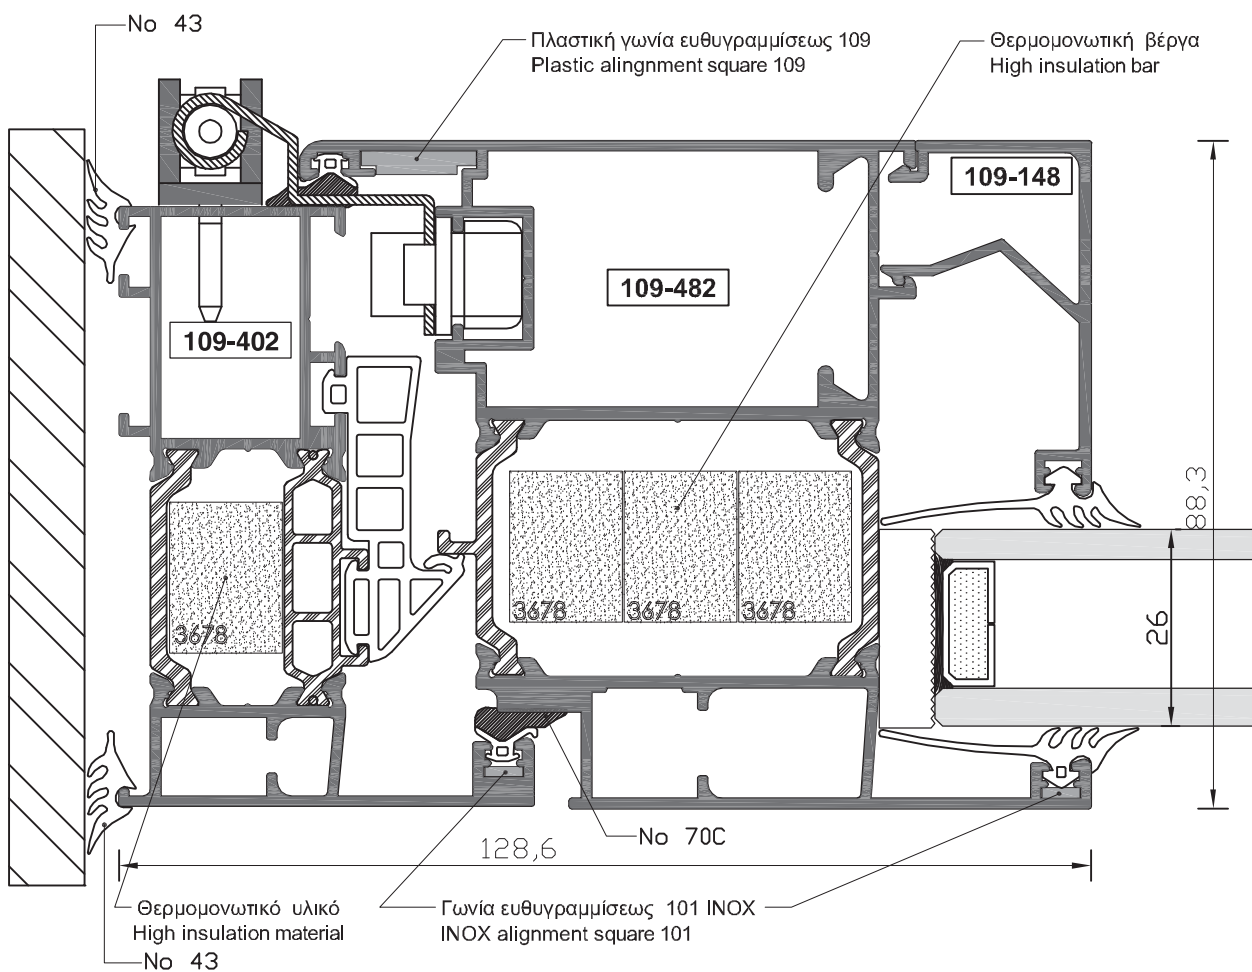 No 43
Πλαστική γωνία ευθυγραμμίσεως 109
Plastic alingnment square 109
Θερμομονωτική βέργα
High insulation bar
109-148
109-482
109-402
88,3
3678
3678 3678 3678
26
No 70C
128,6
Θερμομονωτικό υλικό
High insulation material
Γωνία ευθυγραμμίσεως 101 INOX
INOX alignment square 101
No 43